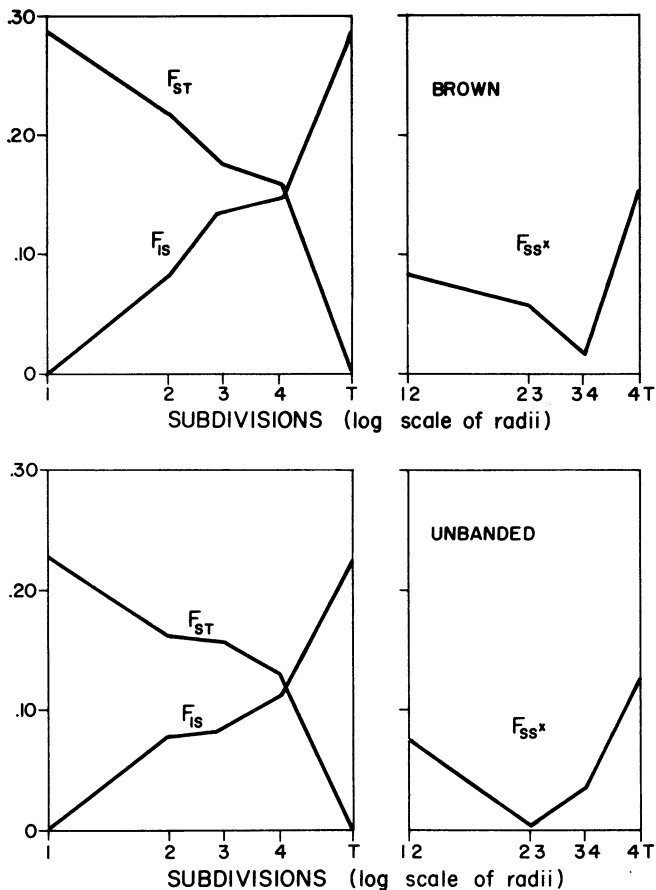 .30
.20
.10
0
F_ST
F_IS
1 2 3 4 T
SUBDIVISIONS (log scale of radii)
BROWN
F_SS^x
12 23 34 4T
.30
.20
.10
0
F_ST
F_IS
1 2 3 4 T
SUBDIVISIONS (log scale of radii)
UNBANDED
F_SS^x
12 23 34 4T